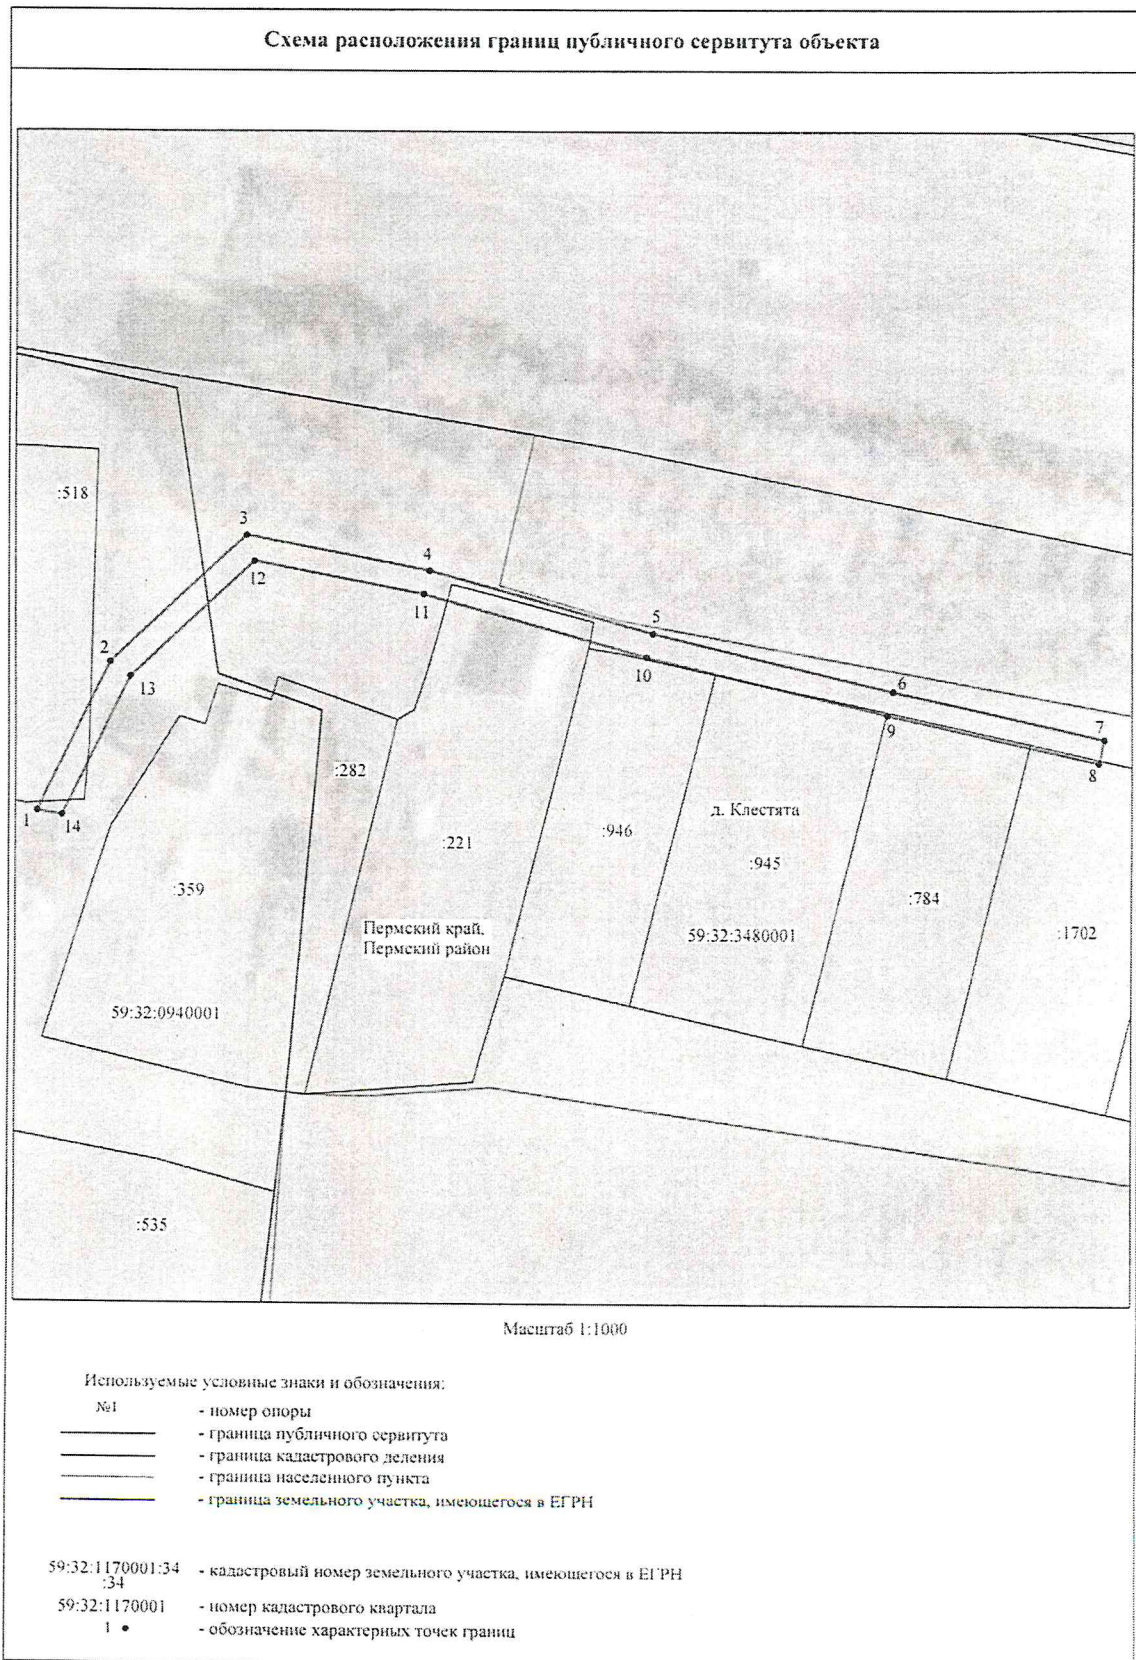 Схема расположения границ публичного сервитута объекта
:518
3
4
12
11
5
2
10
13
6
7
9
8
:282
1
14
д. Клестята
:946
:221
:945
:359
:784
Пермский край,
Пермский район
59:32:3480001
:1702
59:32:0940001
:535
Масштаб 1:1000
Используемые условные знаки и обозначения:
№1 - номер опоры
- граница публичного сервитута
- граница кадастрового деления
- граница населенного пункта
- граница земельного участка, имеющегося в ЕГРН
59:32:1170001:34 - кадастровый номер земельного участка, имеющегося в ЕГРН
:34
59:32:1170001 - номер кадастрового квартала
1 - обозначение характерных точек границ